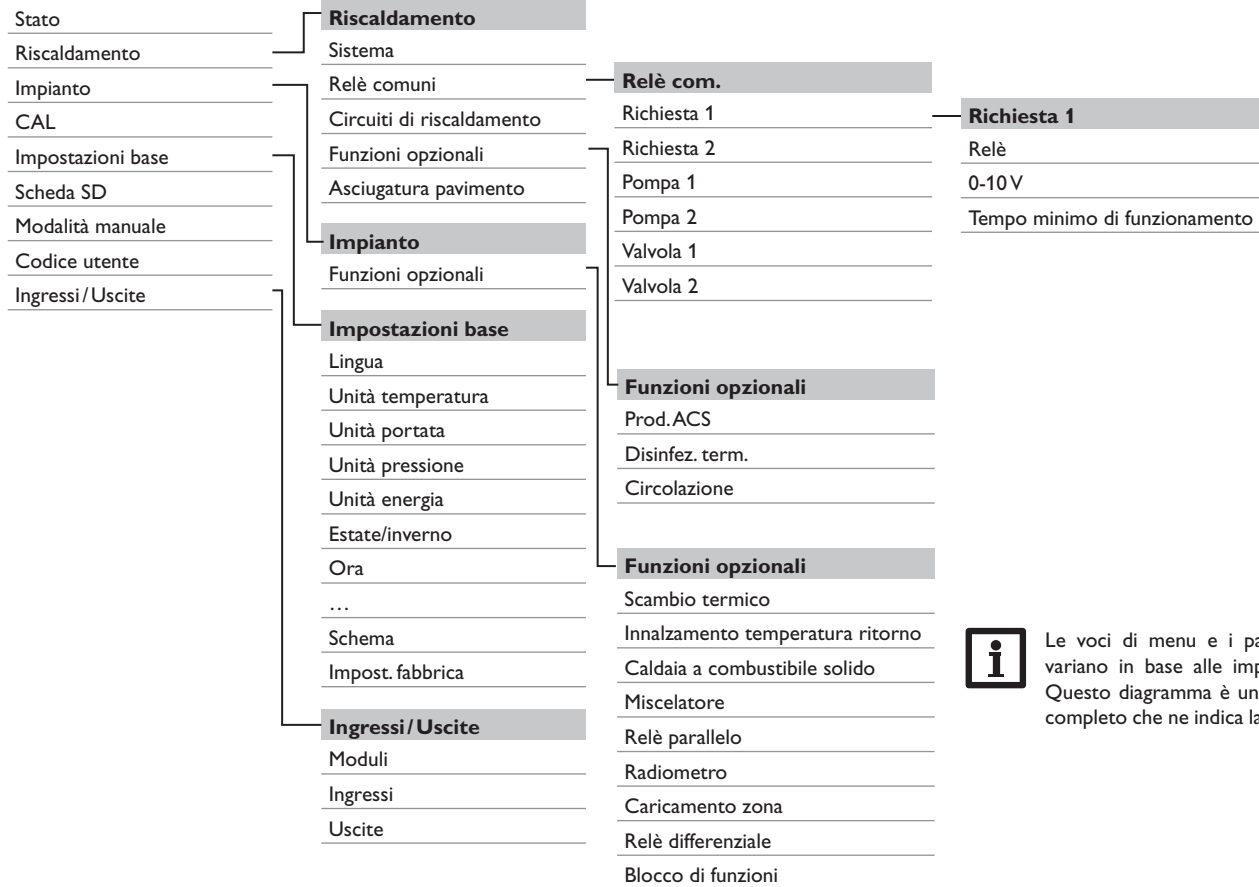 Stato
Riscaldamento
Impianto
CAL
Impostazioni base
Scheda SD
Modalità manuale
Codice utente
Ingressi/Uscite
Riscaldamento
Sistema
Relè comuni
Circuiti di riscaldamento
Funzioni opzionali
Asciugatura pavimento
Impianto
Funzioni opzionali
Impostazioni base
Lingua
Unità temperatura
Unità portata
Unità pressione
Unità energia
Estate/inverno
Ora
…
Schema
Impost. fabbrica
Ingressi/Uscite
Moduli
Ingressi
Uscite
Relè com.
Richiesta 1
Richiesta 2
Pompa 1
Pompa 2
Valvola 1
Valvola 2
Funzioni opzionali
Prod. ACS
Disinfez. term.
Circolazione
Funzioni opzionali
Scambio termico
Innalzamento temperatura ritorno
Caldaia a combustibile solido
Miscelatore
Relè parallelo
Radiometro
Caricamento zona
Relè differenziale
Blocco di funzioni
Richiesta 1
Relè
0-10 V
Tempo minimo di funzionamento
Le voci di menu e i pa
variano in base alle imp
Questo diagramma è un
completo che ne indica la